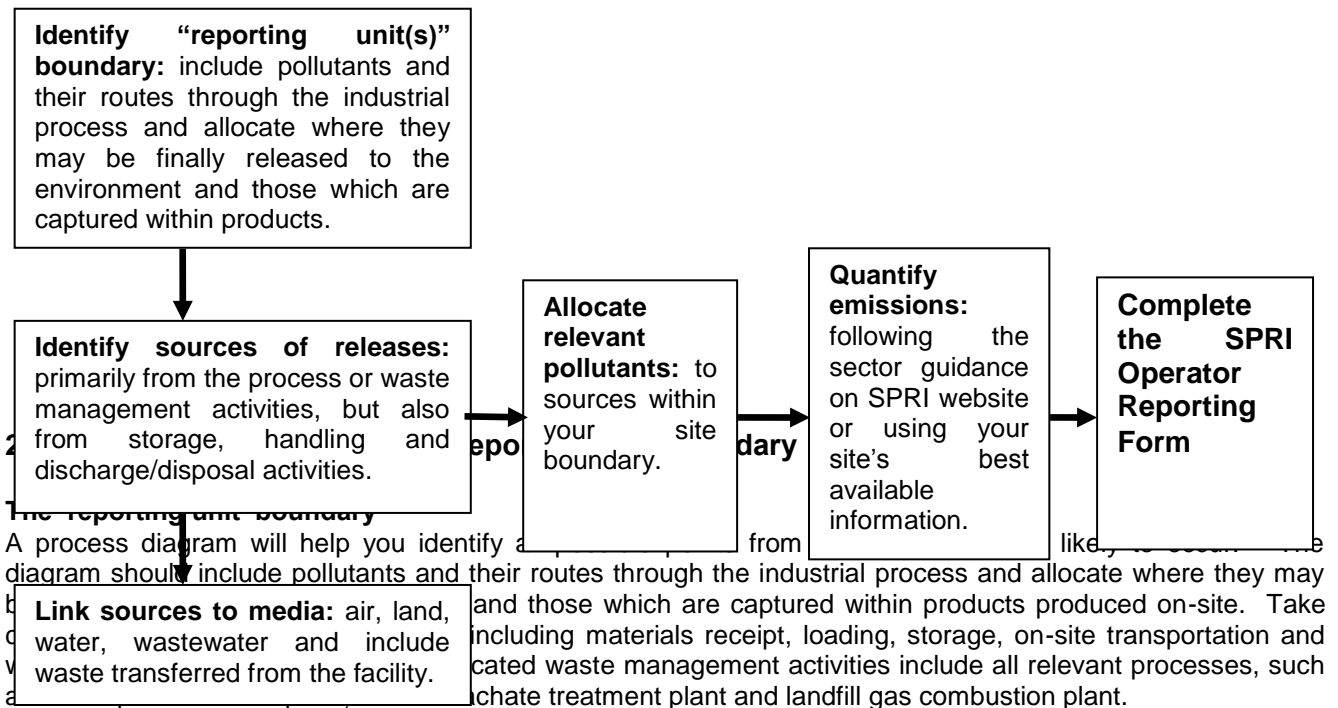 Identify “reporting unit(s)”
boundary: include pollutants and
their routes through the industrial
process and allocate where they
may be finally released to the
environment and those which are
captured within products.
Identify sources of releases:
primarily from the process or waste
management activities, but also
from storage, handling and
discharge/disposal activities.
Link sources to media: air, land,
water, wastewater and include
waste transferred from the facility.
Allocate
relevant
pollutants: to
sources within
your site
boundary.
Quantify
emissions:
following the
sector guidance
on SPRI website
or using your
site’s best
available
information.
Complete
the SPRI
Operator
Reporting
Form
The reporting unit boundary
A process diagram will help you identify from likely to occur. The
diagram should include pollutants and their routes through the industrial process and allocate where they may
and those which are captured within products produced on-site. Take
including materials receipt, loading, storage, on-site transportation and
waste management activities include all relevant processes, such
treatment plant and landfill gas combustion plant.